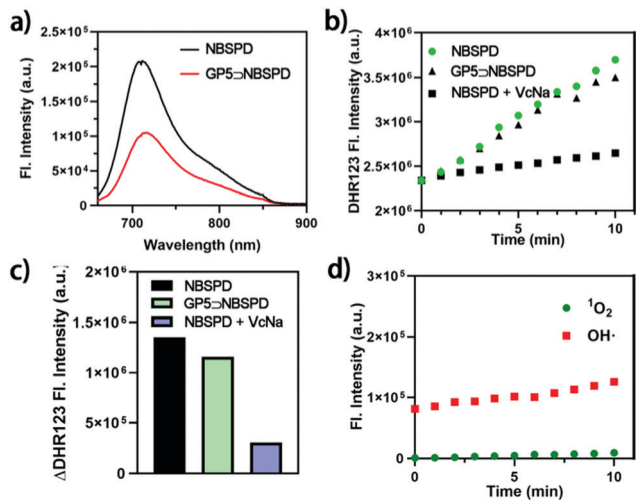 a)
Fl. Intensity (a.u.)
2.5×10⁵
2.0×10⁵
1.5×10⁵
1.0×10⁵
5.0×10⁴
0.0
NBSPD
GP5⊃NBSPD
700
800
900
Wavelength (nm)
b)
DHR123 Fl. Intensity (a.u.)
4×10⁶
3.5×10⁶
3×10⁶
2.5×10⁶
2×10⁶
NBSPD
GP5⊃NBSPD
NBSPD + VcNa
0
5
10
Time (min)
c)
ΔDHR123 Fl. Intensity (a.u.)
2×10⁶
1.5×10⁶
1×10⁶
5×10⁵
0
NBSPD
GP5⊃NBSPD
NBSPD + VcNa
d)
Fl. Intensity (a.u.)
3×10⁵
1×10⁵
0
¹O₂
OH·
0
5
10
Time (min)